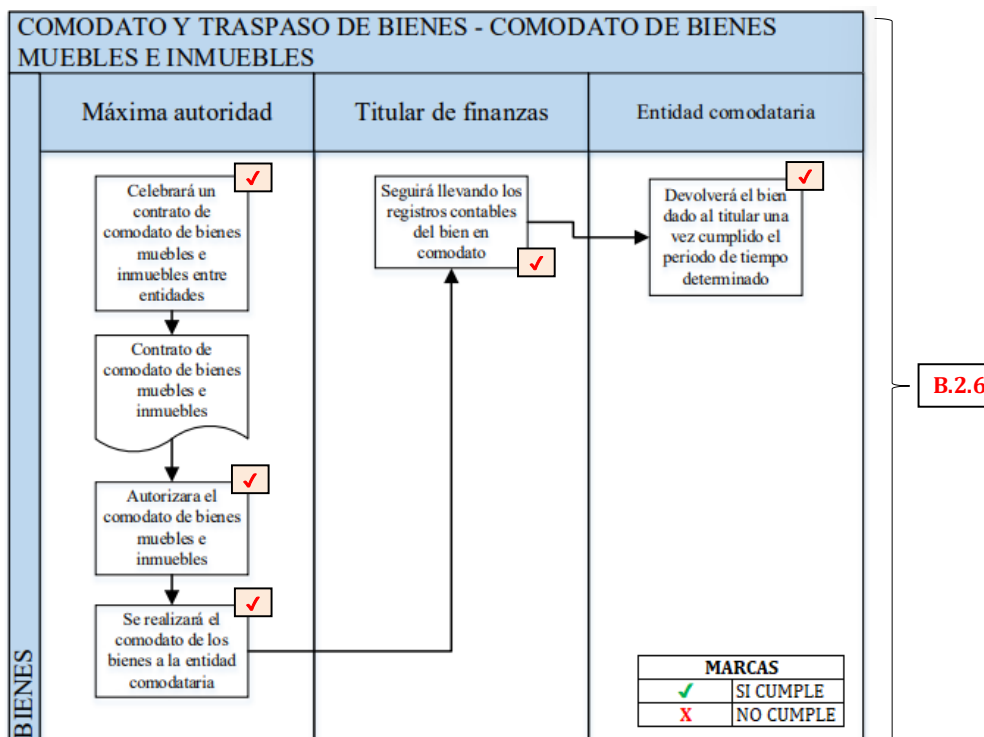 COMODATO Y TRASPASO DE BIENES - COMODATO DE BIENES
MUEBLES E INMUEBLES
Máxima autoridad
Titular de finanzas
Entidad comodataria
Celebrará un
contrato de
comodato de bienes
muebles e
inmuebles entre
entidades
✓
Contrato de
comodato de bienes
muebles e
inmuebles
Autorizara el
comodato de bienes
muebles e
inmuebles
✓
Se realizará el
comodato de los
bienes a la entidad
comodataria
✓
Seguirá llevando los
registros contables
del bien en
comodato
✓
Devolverá el bien
dado al titular una
vez cumplido el
periodo de tiempo
determinado
✓
B.2.6
BIENES
MARCAS
✓ SI CUMPLE
X NO CUMPLE